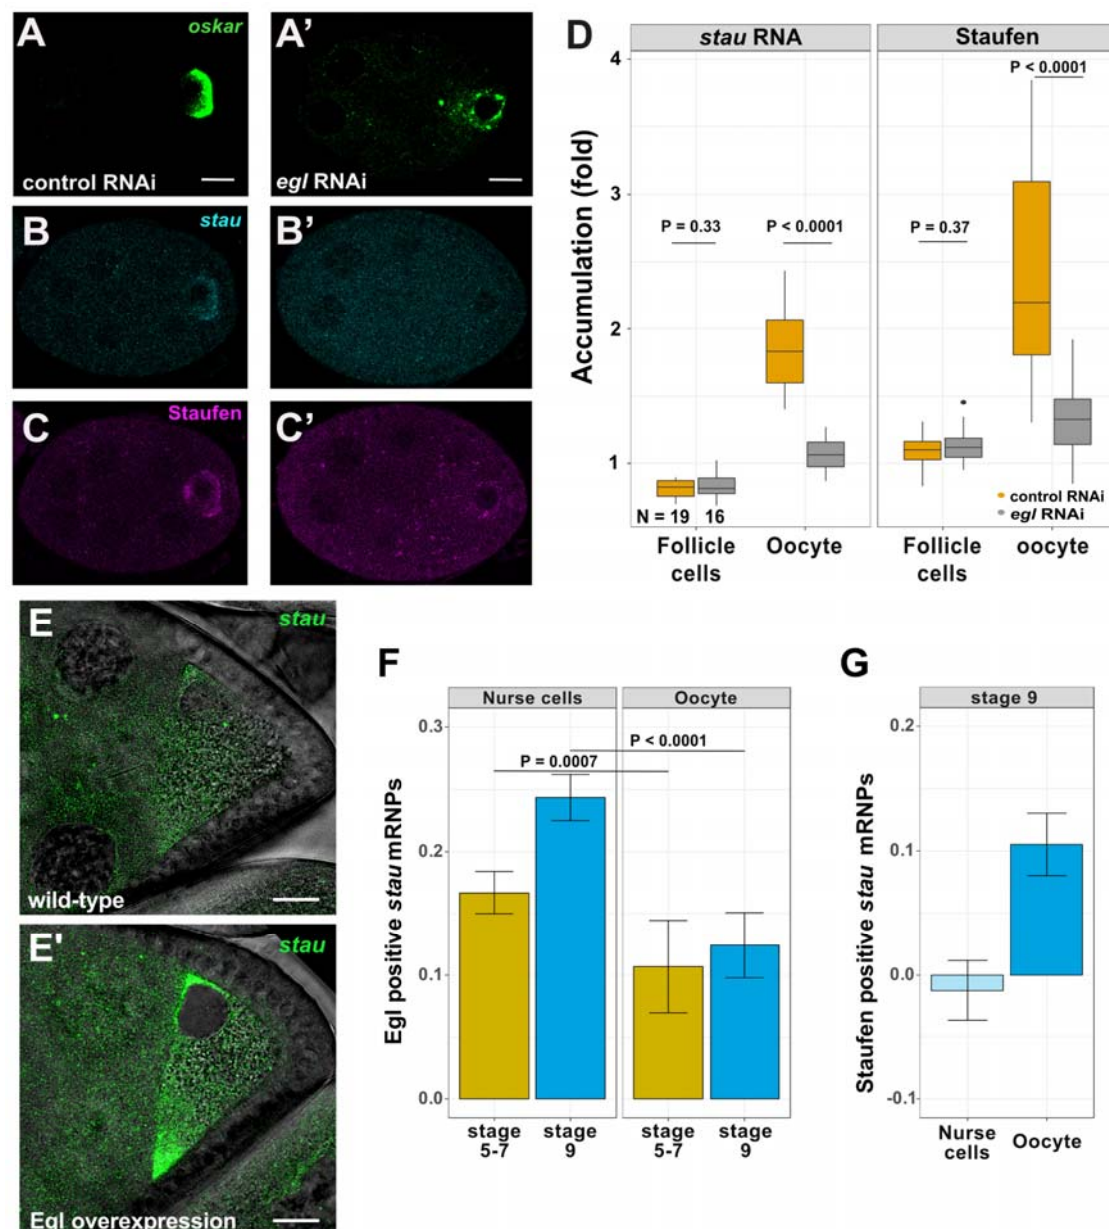 A
oskar
control RNAi
A'
egl RNAi
B
stau
B'
C
Staufen
C'
D
stau RNA
Staufen
Accumulation (fold)
4
3
2
1
P = 0.33
P < 0.0001
P = 0.37
P < 0.0001
N = 19 16
control RNAi
egl RNAi
Follicle
cells
Oocyte
Follicle
cells
oocyte
E
stau
wild-type
E'
stau
Egl overexpression
F
Nurse cells
Oocyte
Egl positive stau mRNPs
0.3
0.2
0.1
0.0
P < 0.0001
P = 0.0007
stage
5-7
stage
9
stage
5-7
stage
9
G
stage 9
Staufen positive stau mRNPs
0.2
0.1
0.0
-0.1
Nurse
cells
Oocyte